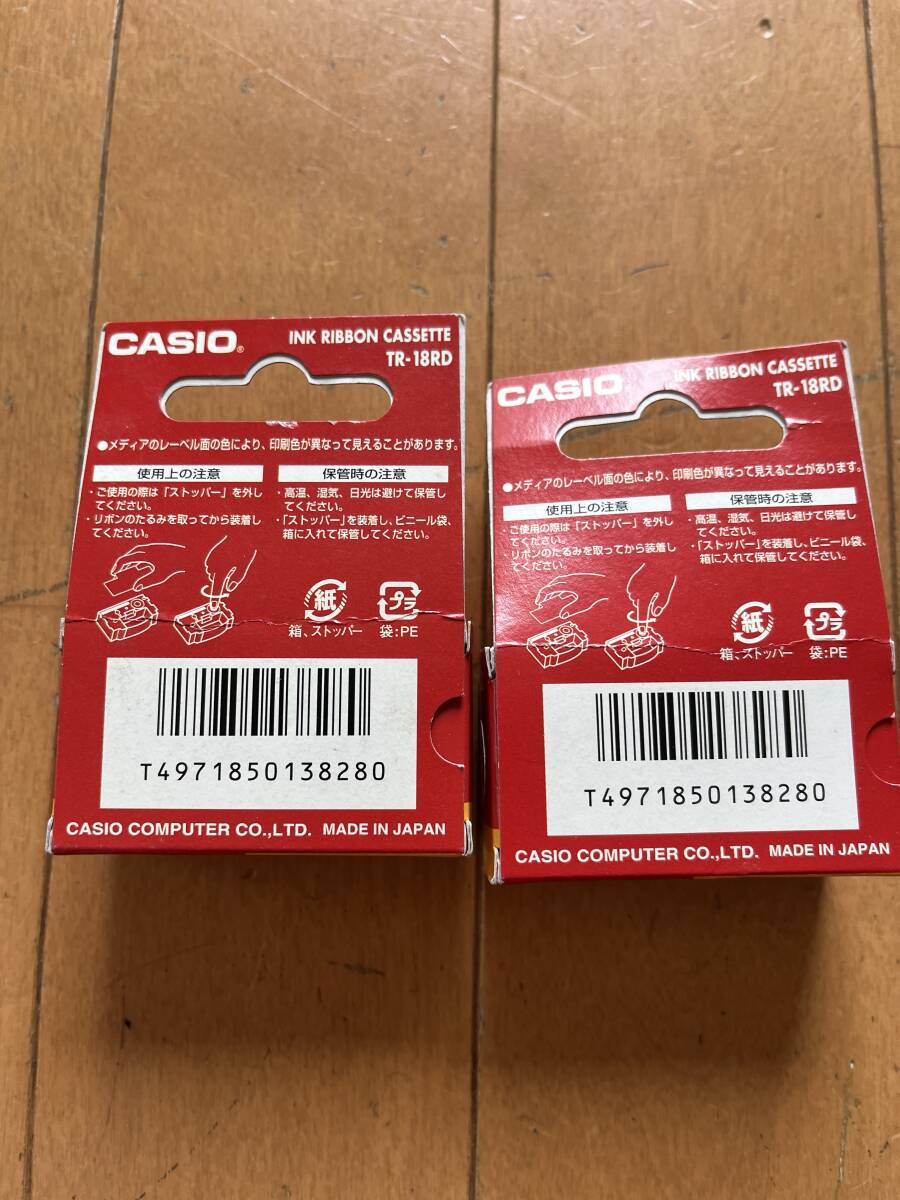 CASIO®
INK RIBBON CASSETTE
TR-18RD
●メディアのレーベル面の色により、印刷色が異なって見えることがあります。
使用上の注意
・ご使用の際は「ストッパー」を外し
てください。
・リボンのたるみを取ってから装着し
てください。
保管時の注意
・高温、湿気、日光は避けて保管し
てください。
・「ストッパー」を装着し、ビニール袋、
箱に入れて保管してください。
紙
箱、ストッパー
プラ
袋:PE
T4971850138280
CASIO COMPUTER CO.,LTD. MADE IN JAPAN
CASIO
INK RIBBON CASSETTE
TR-18RD
●メディアのレーベル面の色により、印刷色が異なって見えることがあります。
使用上の注意
・ご使用の際は「ストッパー」を外し
てください。
・リボンのたるみを取ってから装着し
てください。
保管時の注意
・高温、湿気、日光は避けて保管し
てください。
・「ストッパー」を装着し、ビニール袋、
箱に入れて保管してください。
紙
箱、ストッパー
プラ
袋:PE
T4971850138280
CASIO COMPUTER CO.,LTD. MADE IN JAPAN